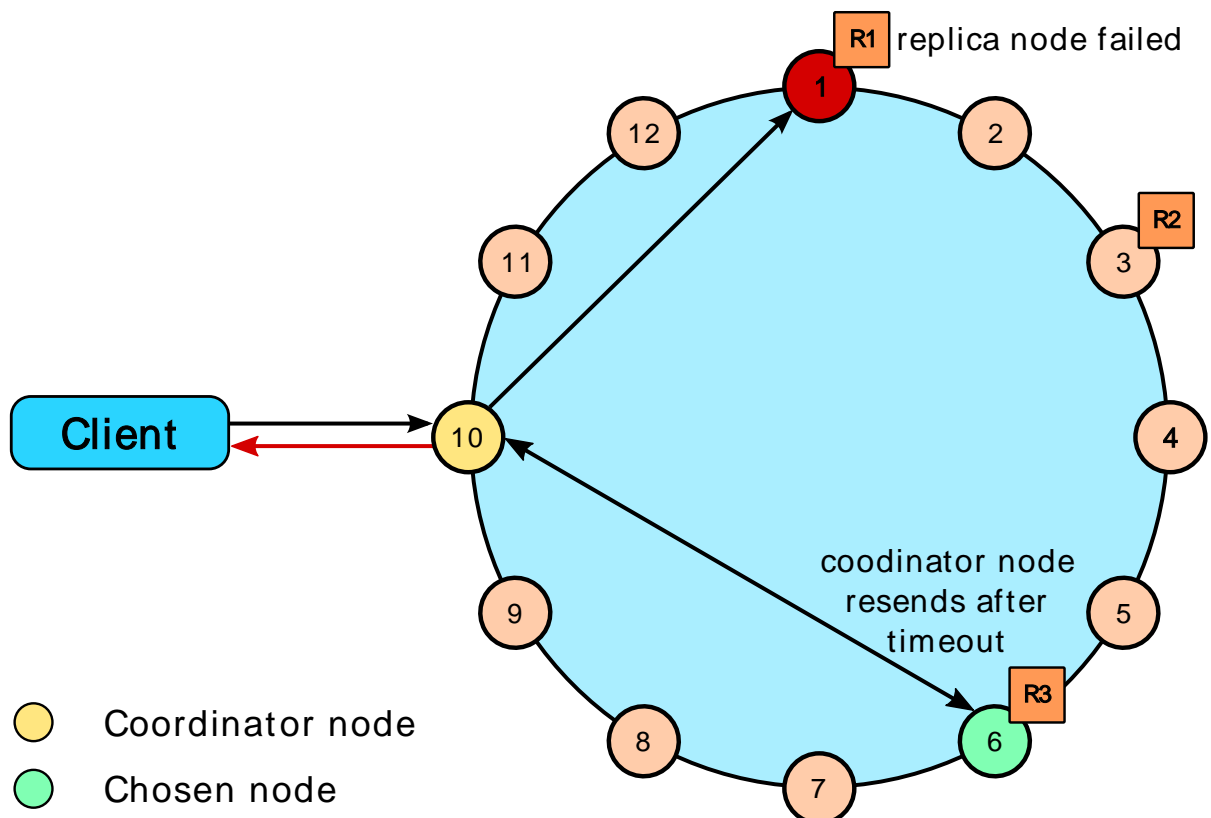 R1 replica node failed
1
12
2
R2
11
3
Client
10
4
coodinator node
resends after
timeout
9
5
R3
Coordinator node
8
6
7
Chosen node